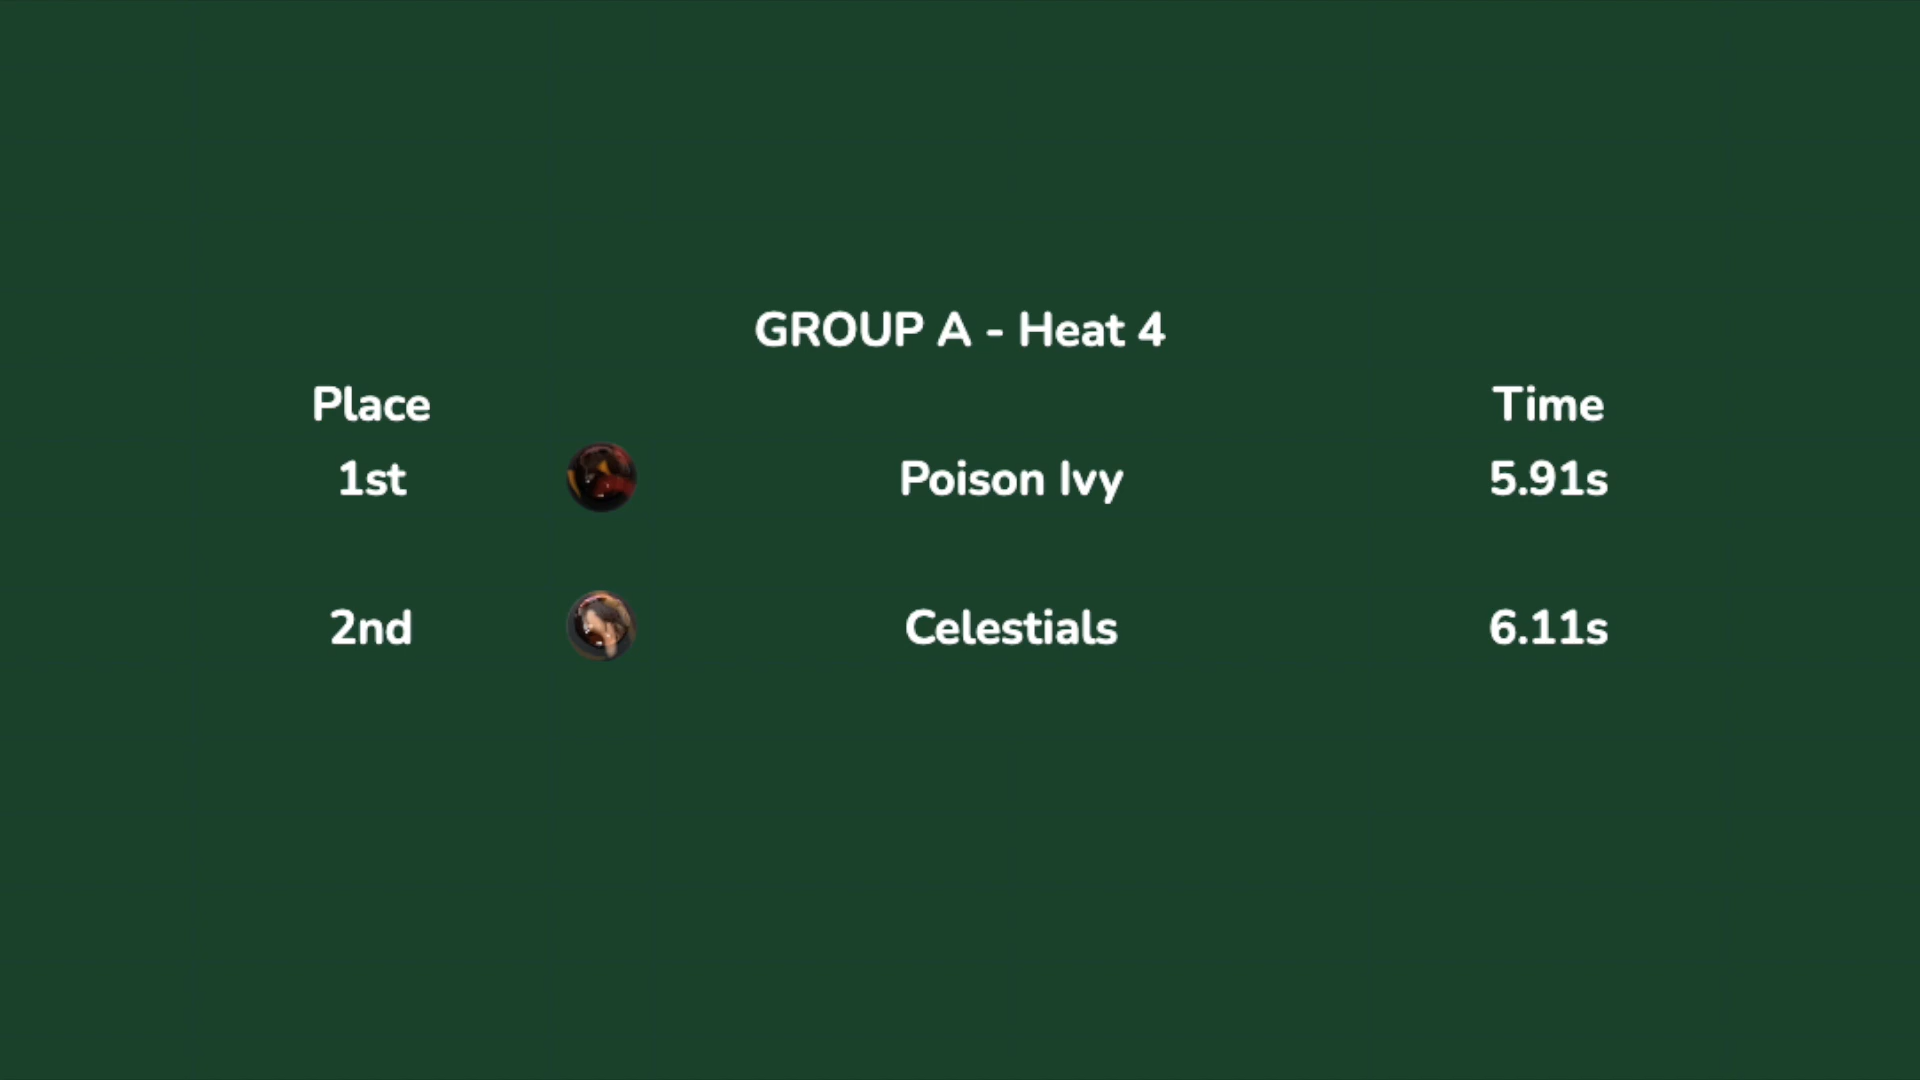 GROUP A - Heat 4
Place Time
1st Poison Ivy 5.91s
2nd Celestials 6.11s